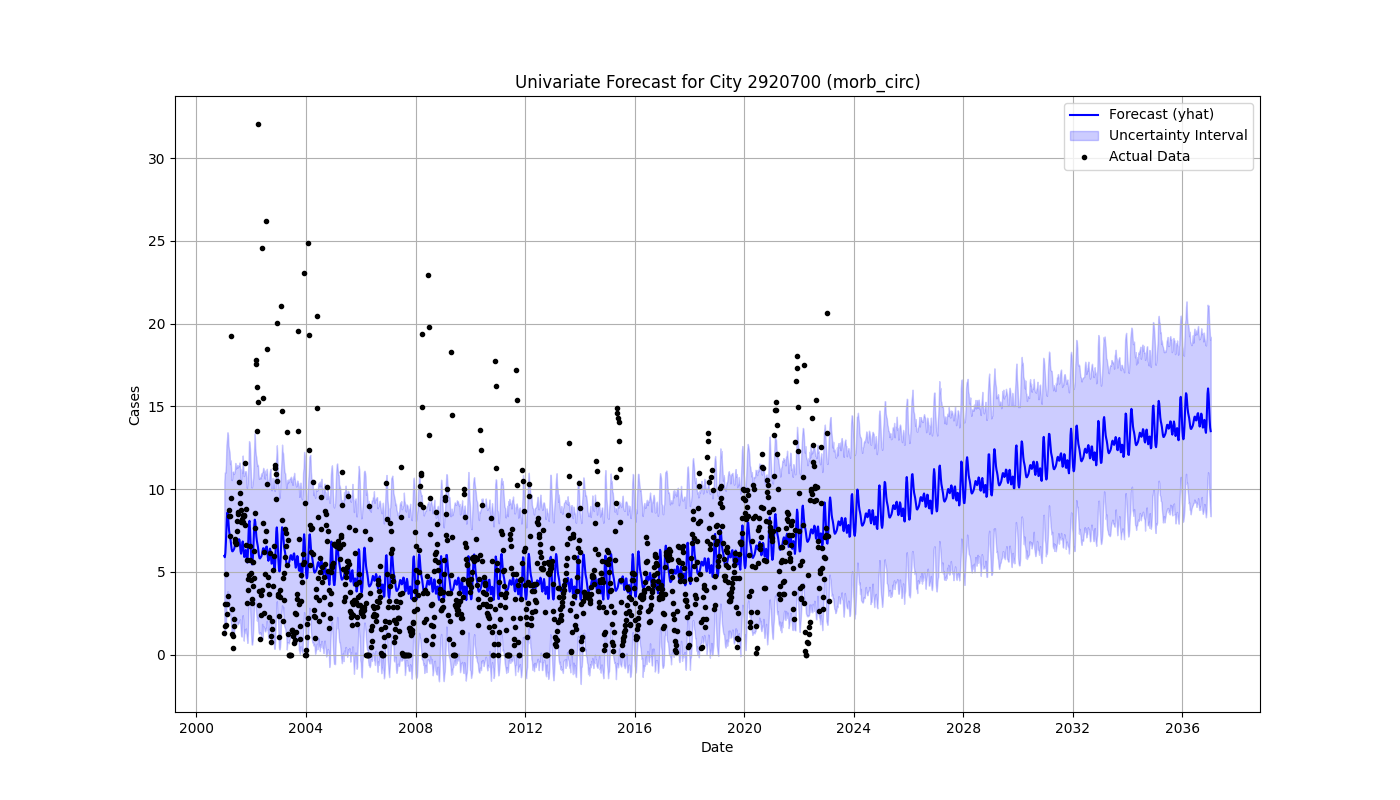 Univariate Forecast for City 2920700 (morb_circ)
Forecast (yhat)
Uncertainty Interval
Actual Data
Cases
30
25
20
15
10
5
0
2000 2004 2008 2012 2016 2020 2024 2028 2032 2036
Date